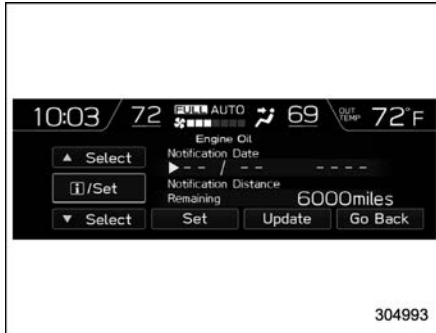 10:03 / 72 FULL AUTO 69 OUT TEMP 72°F
Engine Oil
▲ Select
Notification Date
▶-- / -- ----
i/Set
Notification Distance
Remaining 6000miles
▼ Select Set Update Go Back
304993